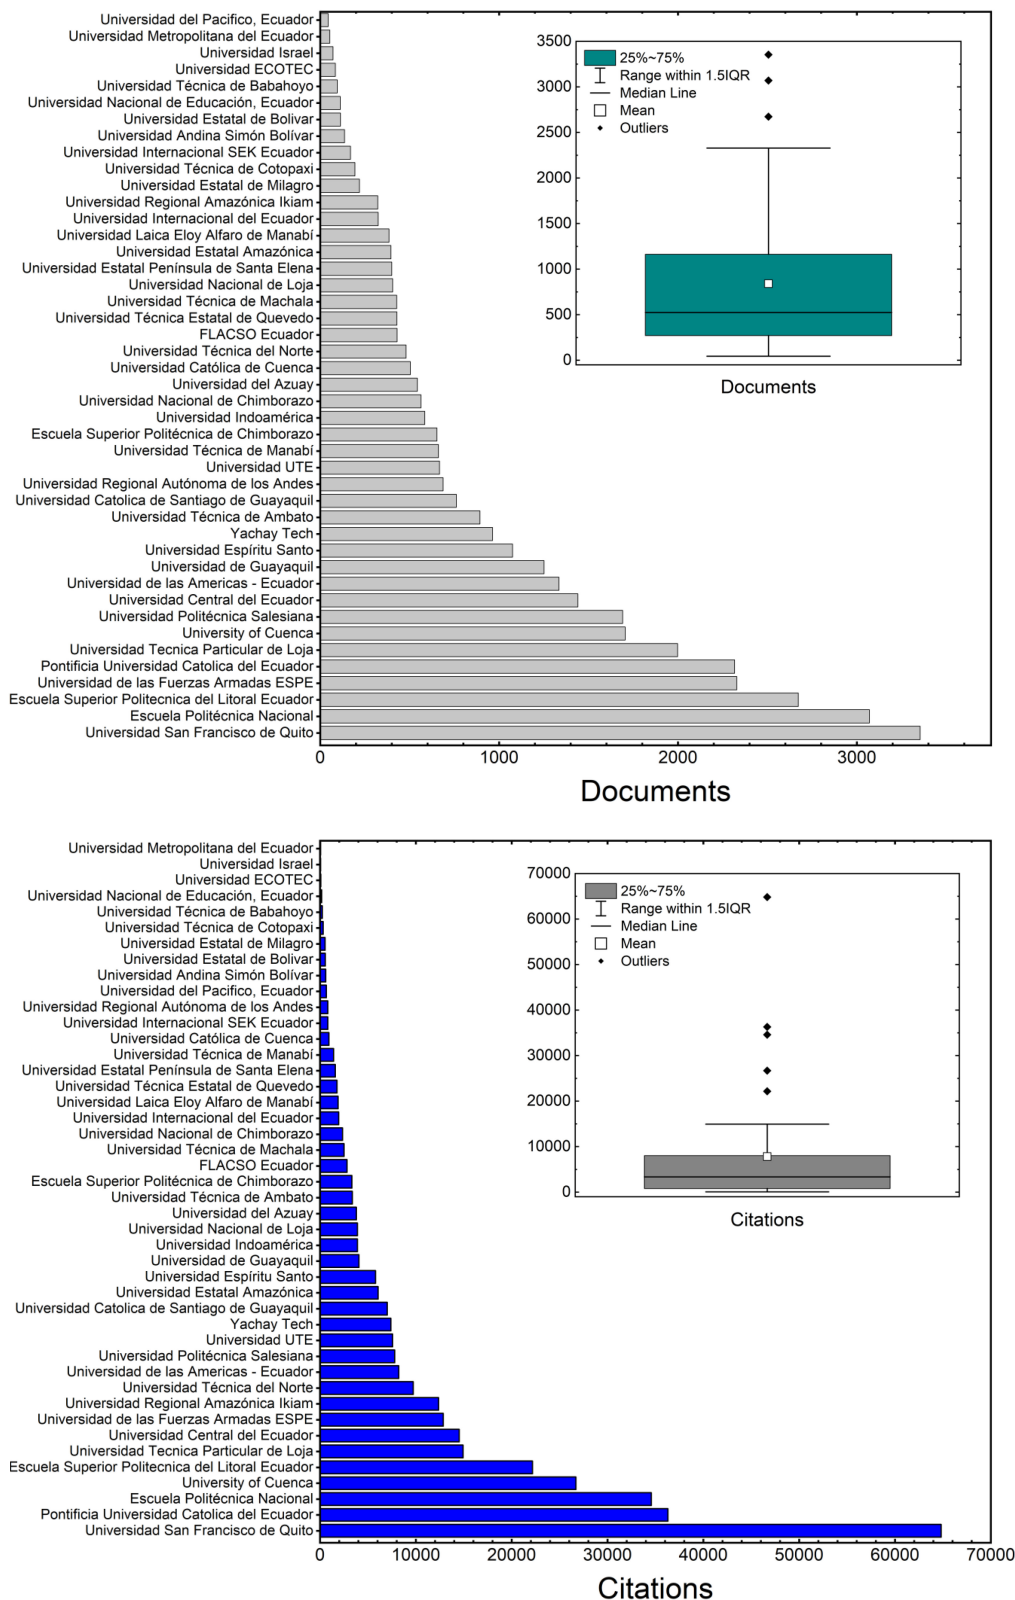 Universidad del Pacifico, Ecuador
Universidad Metropolitana del Ecuador
Universidad Israel
Universidad ECOTEC
Universidad Técnica de Babahoyo
Universidad Nacional de Educación, Ecuador
Universidad Estatal de Bolivar
Universidad Andina Simón Bolívar
Universidad Internacional SEK Ecuador
Universidad Técnica de Cotopaxi
Universidad Estatal de Milagro
Universidad Regional Amazónica Ikiam
Universidad Internacional del Ecuador
Universidad Laica Eloy Alfaro de Manabí
Universidad Estatal Amazónica
Universidad Estatal Península de Santa Elena
Universidad Nacional de Loja
Universidad Técnica de Machala
Universidad Técnica Estatal de Quevedo
FLACSO Ecuador
Universidad Técnica del Norte
Universidad Católica de Cuenca
Universidad del Azuay
Universidad Nacional de Chimborazo
Universidad Indoamérica
Escuela Superior Politécnica de Chimborazo
Universidad Técnica de Manabí
Universidad UTE
Universidad Regional Autónoma de los Andes
Universidad Catolica de Santiago de Guayaquil
Universidad Técnica de Ambato
Yachay Tech
Universidad Espíritu Santo
Universidad de Guayaquil
Universidad de las Americas - Ecuador
Universidad Central del Ecuador
Universidad Politécnica Salesiana
University of Cuenca
Universidad Tecnica Particular de Loja
Pontificia Universidad Catolica del Ecuador
Universidad de las Fuerzas Armadas ESPE
Escuela Superior Politecnica del Litoral Ecuador
Escuela Politécnica Nacional
Universidad San Francisco de Quito
0 1000 2000 3000
Documents
3500
3000
2500
2000
1500
1000
500
0
25%~75%
Range within 1.5IQR
Median Line
Mean
Outliers
Documents
Universidad Metropolitana del Ecuador
Universidad Israel
Universidad ECOTEC
Universidad Nacional de Educación, Ecuador
Universidad Técnica de Babahoyo
Universidad Técnica de Cotopaxi
Universidad Estatal de Milagro
Universidad Estatal de Bolivar
Universidad Andina Simón Bolívar
Universidad del Pacifico, Ecuador
Universidad Regional Autónoma de los Andes
Universidad Internacional SEK Ecuador
Universidad Católica de Cuenca
Universidad Técnica de Manabí
Universidad Estatal Península de Santa Elena
Universidad Técnica Estatal de Quevedo
Universidad Laica Eloy Alfaro de Manabí
Universidad Internacional del Ecuador
Universidad Nacional de Chimborazo
Universidad Técnica de Machala
FLACSO Ecuador
Escuela Superior Politécnica de Chimborazo
Universidad Técnica de Ambato
Universidad del Azuay
Universidad Nacional de Loja
Universidad Indoamérica
Universidad de Guayaquil
Universidad Espíritu Santo
Universidad Estatal Amazónica
Universidad Catolica de Santiago de Guayaquil
Yachay Tech
Universidad UTE
Universidad Politécnica Salesiana
Universidad de las Americas - Ecuador
Universidad Técnica del Norte
Universidad Regional Amazónica Ikiam
Universidad de las Fuerzas Armadas ESPE
Universidad Central del Ecuador
Universidad Tecnica Particular de Loja
Escuela Superior Politecnica del Litoral Ecuador
University of Cuenca
Escuela Politécnica Nacional
Pontificia Universidad Catolica del Ecuador
Universidad San Francisco de Quito
0 10000 20000 30000 40000 50000 60000 70000
Citations
70000
60000
50000
40000
30000
20000
10000
0
25%~75%
Range within 1.5IQR
Median Line
Mean
Outliers
Citations